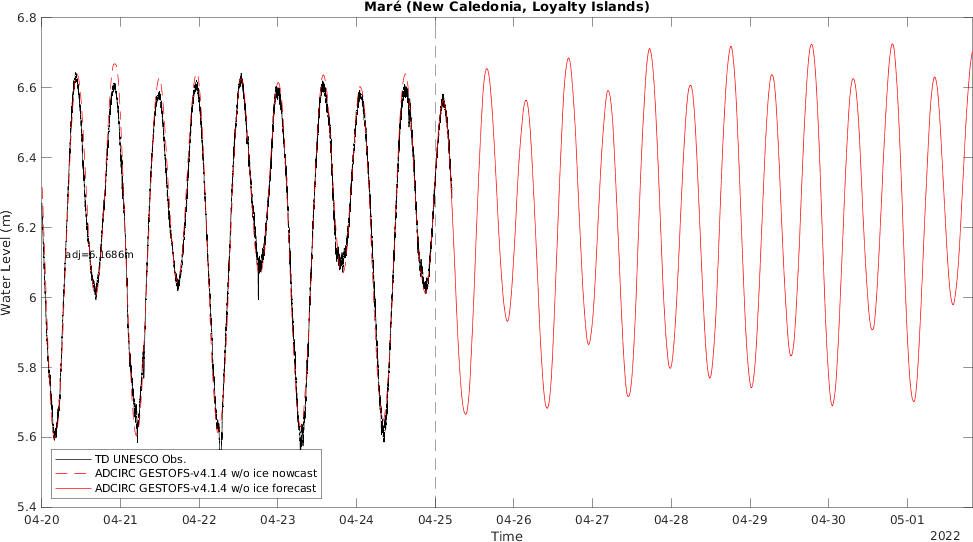 Maré (New Caledonia, Loyalty Islands)
6.8
6.6
6.4
6.2
6
5.8
5.6
5.4
Water Level (m)
adj=6.1686m
TD UNESCO Obs.
ADCIRC GESTOFS-v4.1.4 w/o ice nowcast
ADCIRC GESTOFS-v4.1.4 w/o ice forecast
04-20 04-21 04-22 04-23 04-24 04-25 04-26 04-27 04-28 04-29 04-30 05-01
Time
2022